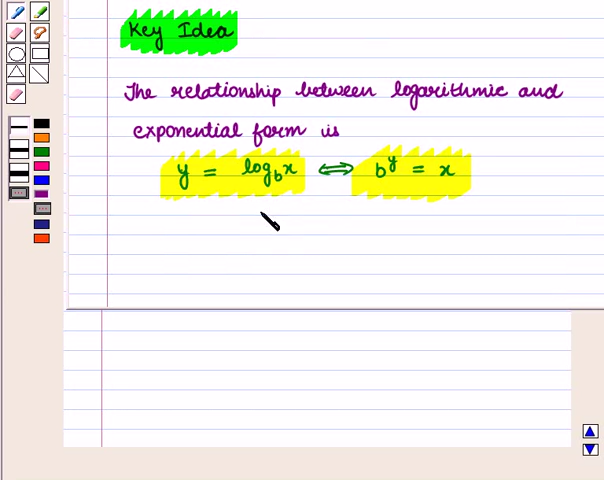 Key Idea
The relationship between logarithmic and
exponential form is
y = log_b x ⟺ b^y = x